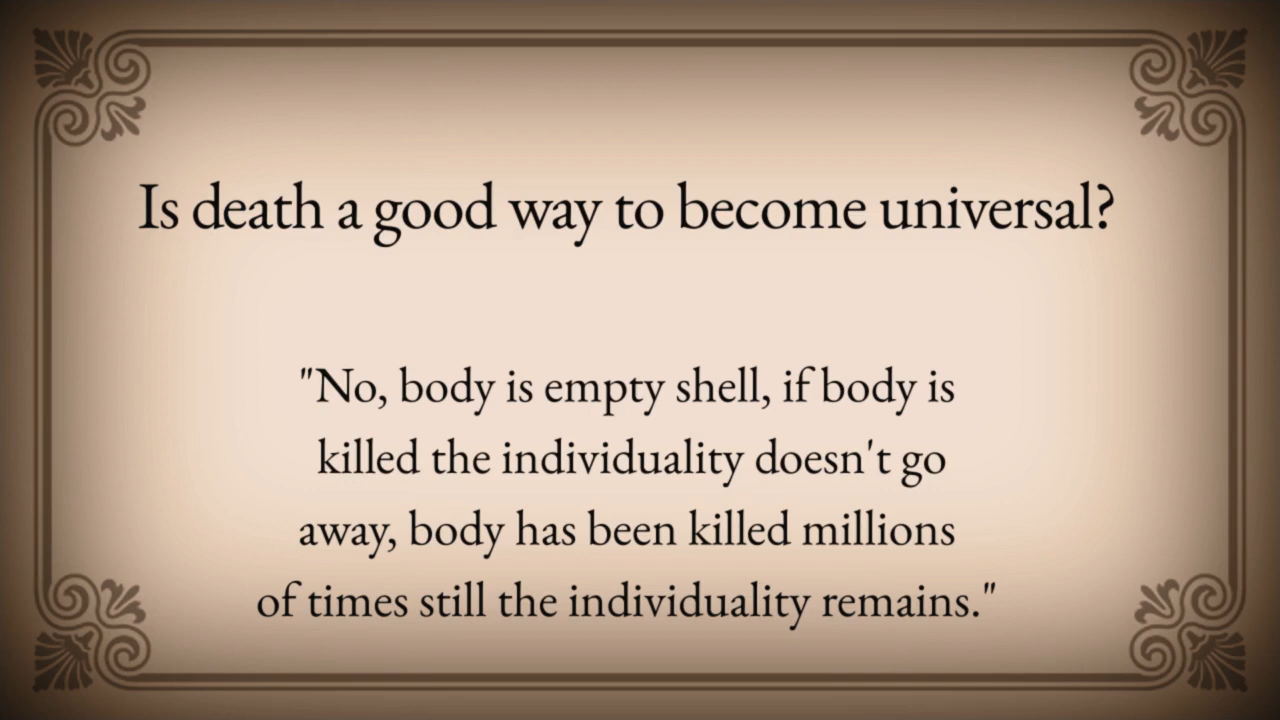 Is death a good way to become universal?
"No, body is empty shell, if body is
killed the individuality doesn't go
away, body has been killed millions
of times still the individuality remains."